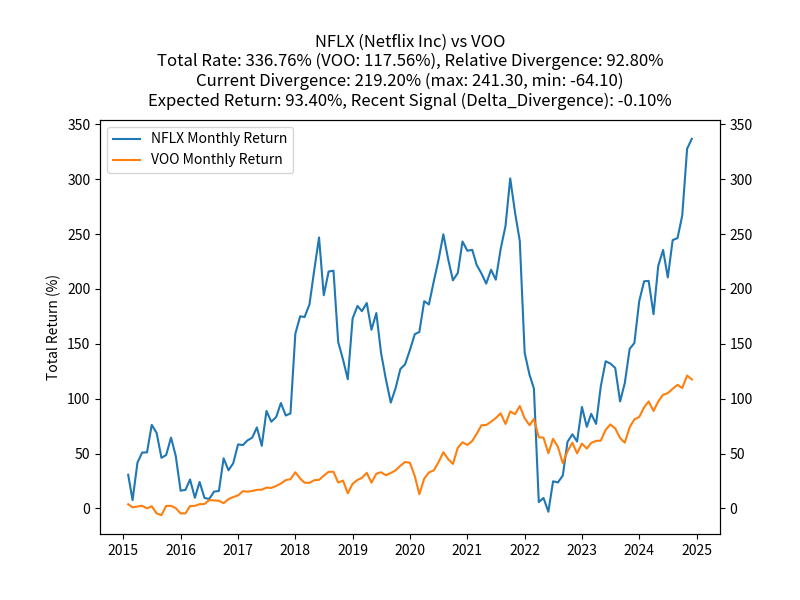 NFLX (Netflix Inc) vs VOO
Total Rate: 336.76% (VOO: 117.56%), Relative Divergence: 92.80%
Current Divergence: 219.20% (max: 241.30, min: -64.10)
Expected Return: 93.40%, Recent Signal (Delta_Divergence): -0.10%
NFLX Monthly Return
VOO Monthly Return
Total Return (%)
350 350
300 300
250 250
200 200
150 150
100 100
50 50
0 0
2015 2016 2017 2018 2019 2020 2021 2022 2023 2024 2025